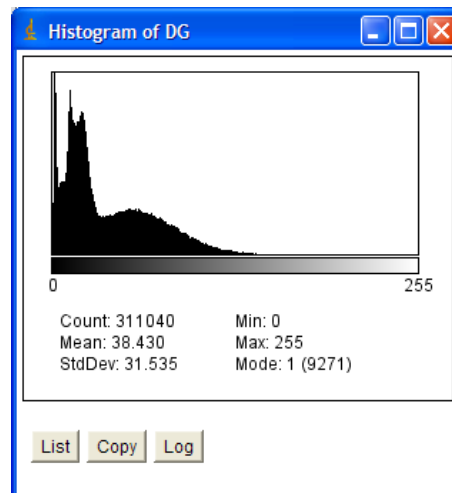 Histogram of DG
0 255
Count: 311040 Min: 0
Mean: 38.430 Max: 255
StdDev: 31.535 Mode: 1 (9271)
List Copy Log